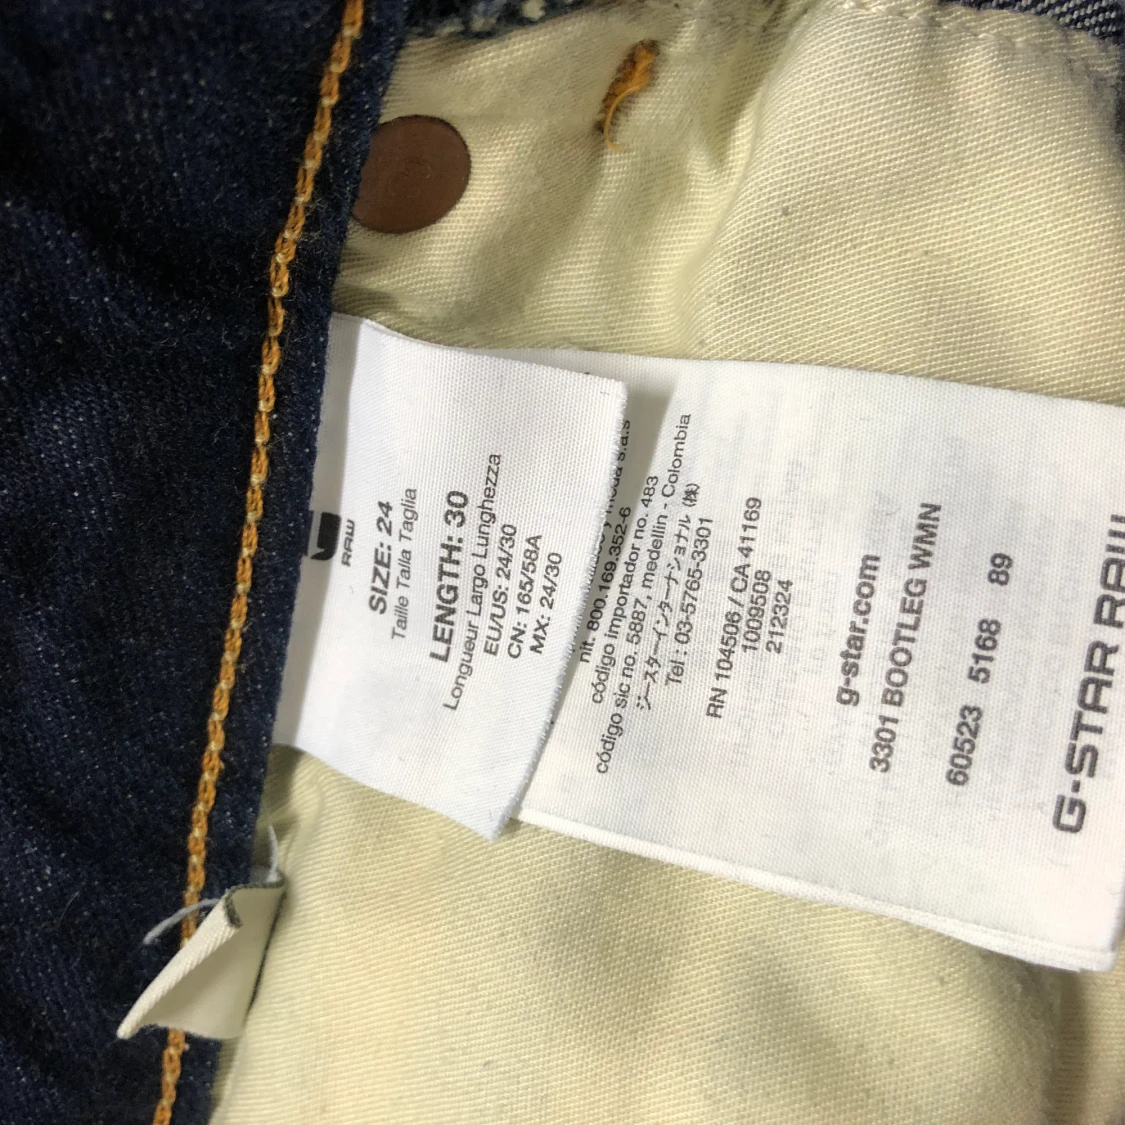 RAW
SIZE: 24
Taille Talla Taglia
LENGTH: 30
Longueur Largo Lunghezza
EU/US: 24/30
CN: 165/58A
MX: 24/30
s.a.s
nit. 800.169.352-6
código importador no. 483
código sic no. 5887, medellin - Colombia
ジースターインターナショナル (株)
Tel : 03-5765-3301
RN 104506 / CA 41169
1009508
212324
g-star.com
3301 BOOTLEG WMN
60523 5168 89
G-STAR RAW